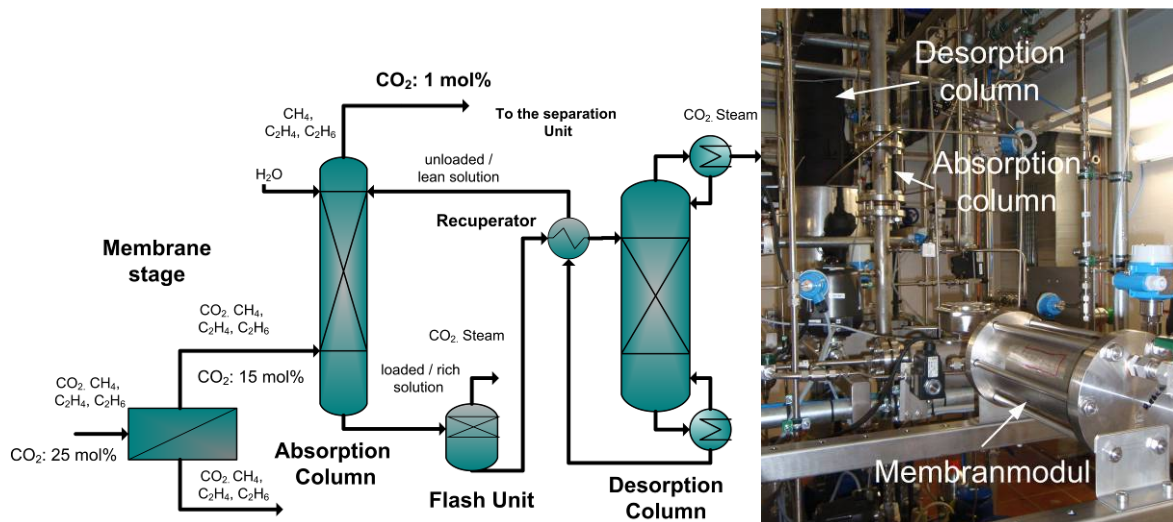 CO₂: 1 mol%
CH₄,
C₂H₄, C₂H₆
To the separation
Unit
CO₂, Steam
H₂O
unloaded /
lean solution
Recuperator
Membrane
stage
CO₂, CH₄,
C₂H₄, C₂H₆
CO₂: 15 mol%
CO₂, Steam
loaded / rich
solution
CO₂, CH₄,
C₂H₄, C₂H₆
CO₂: 25 mol%
CO₂, CH₄,
C₂H₄, C₂H₆
Absorption
Column
Flash Unit
Desorption
Column
Desorption
column
Absorption
column
Membranmodul